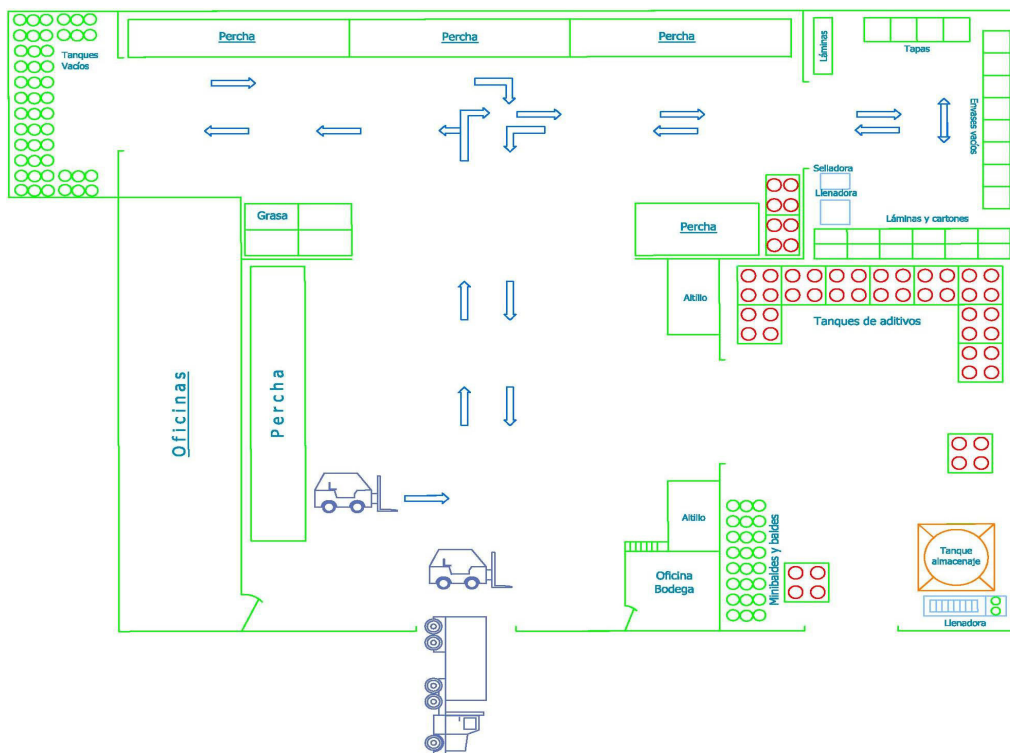 Percha
Percha
Percha
Láminas
Tapas
Tanques
Vacíos
Envases vacíos
Selladora
Llenadora
Grasa
Percha
Láminas y cartones
Altillo
Tanques de aditivos
Oficinas
Percha
Altillo
Minibaldes y baldes
Oficina
Bodega
Tanque
almacenaje
Llenadora